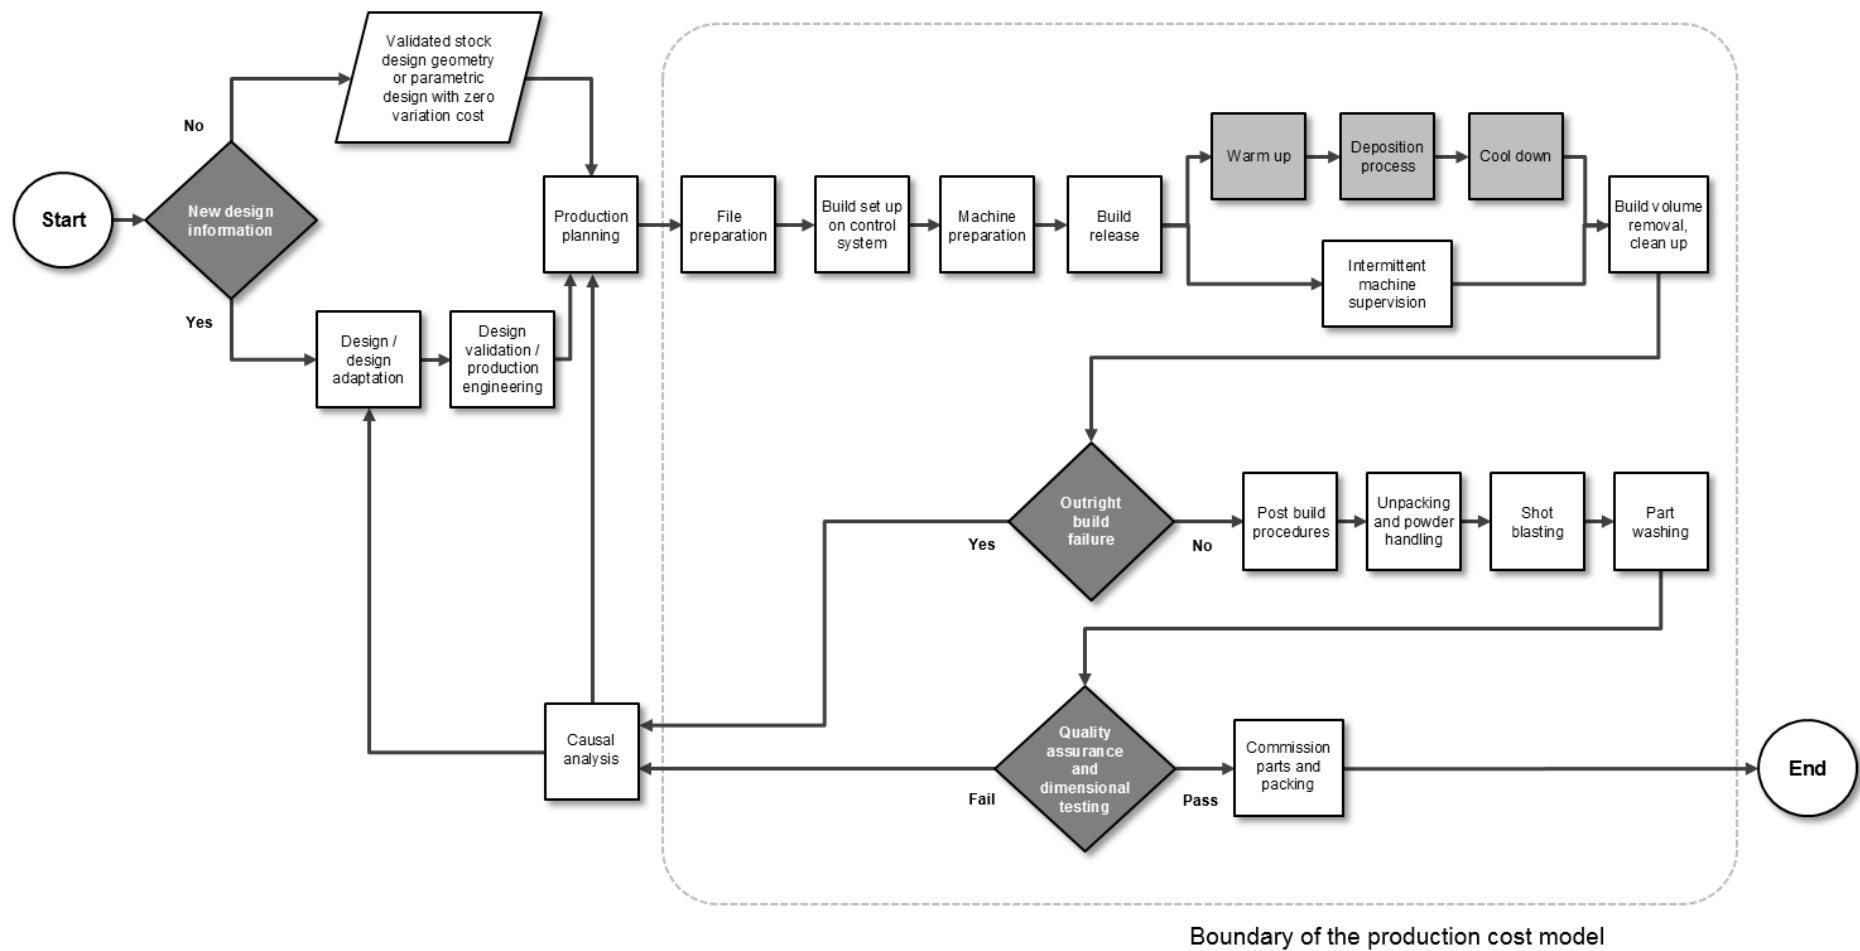 Validated stock
design geometry
or parametric
design with zero
variation cost
No
Start
New design
information
Yes
Design /
design
adaptation
Design
validation /
production
engineering
Production
planning
File
preparation
Build set up
on control
system
Machine
preparation
Build
release
Warm up
Deposition
process
Cool down
Intermittent
machine
supervision
Build volume
removal,
clean up
Outright
build
failure
Yes
No
Post build
procedures
Unpacking
and powder
handling
Shot
blasting
Part
washing
Causal
analysis
Quality
assurance
and
dimensional
testing
Fail
Pass
Commission
parts and
packing
End
Boundary of the production cost model